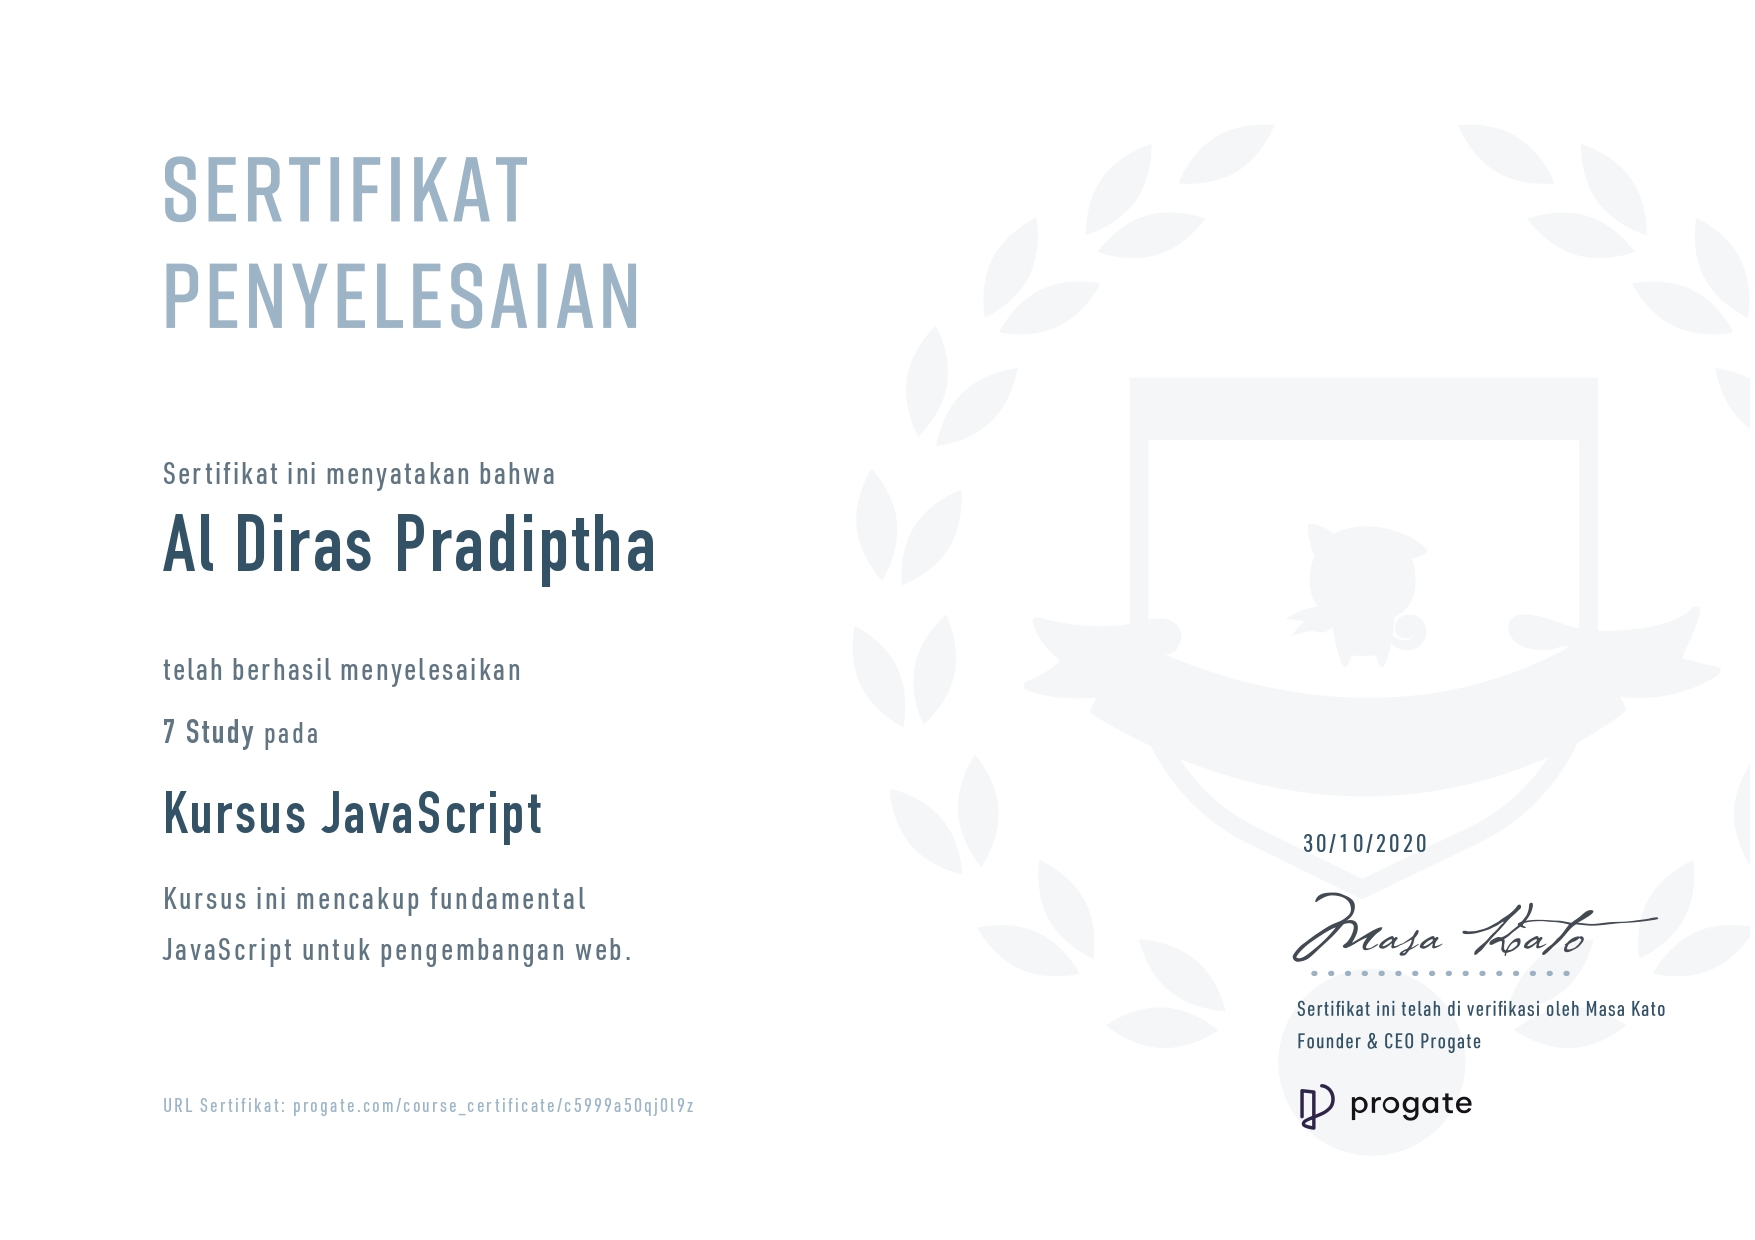 SERTIFIKAT
PENYELESAIAN
Sertifikat ini menyatakan bahwa
Al Diras Pradiptha
telah berhasil menyelesaikan
7 Study pada
Kursus JavaScript
Kursus ini mencakup fundamental
JavaScript untuk pengembangan web.
URL Sertifikat: progate.com/course_certificate/c5999a50qj0l9z
30/10/2020
Masa Kato
Sertifikat ini telah di verifikasi oleh Masa Kato
Founder & CEO Progate
progate